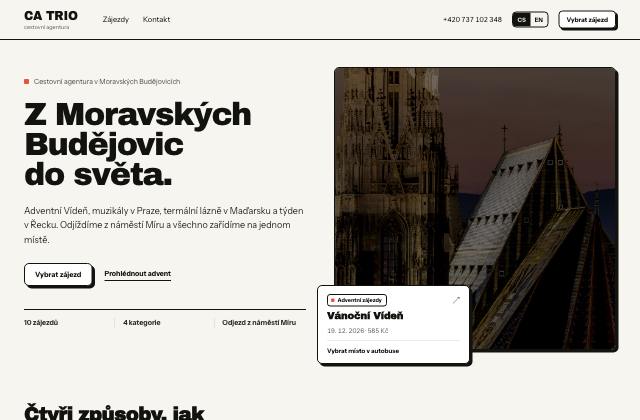 CA TRIO
cestovní agentura
Zájezdy
Kontakt
+420 737 102 348
CS
EN
Vybrat zájezd
Cestovní agentura v Moravských Budějovicích
Z Moravských
Budějovic
do světa.
Adventní Vídeň, muzikály v Praze, termální lázně v Maďarsku a týden
v Řecku. Odjíždíme z náměstí Míru a všechno zařídíme na jednom
místě.
Vybrat zájezd
Prohlédnout advent
10 zájezdů
4 kategorie
Odjezd z náměstí Míru
Adventní zájezdy
Vánoční Vídeň
19. 12. 2026 · 585 Kč
Vybrat místo v autobuse
Čtyři způsoby, jak